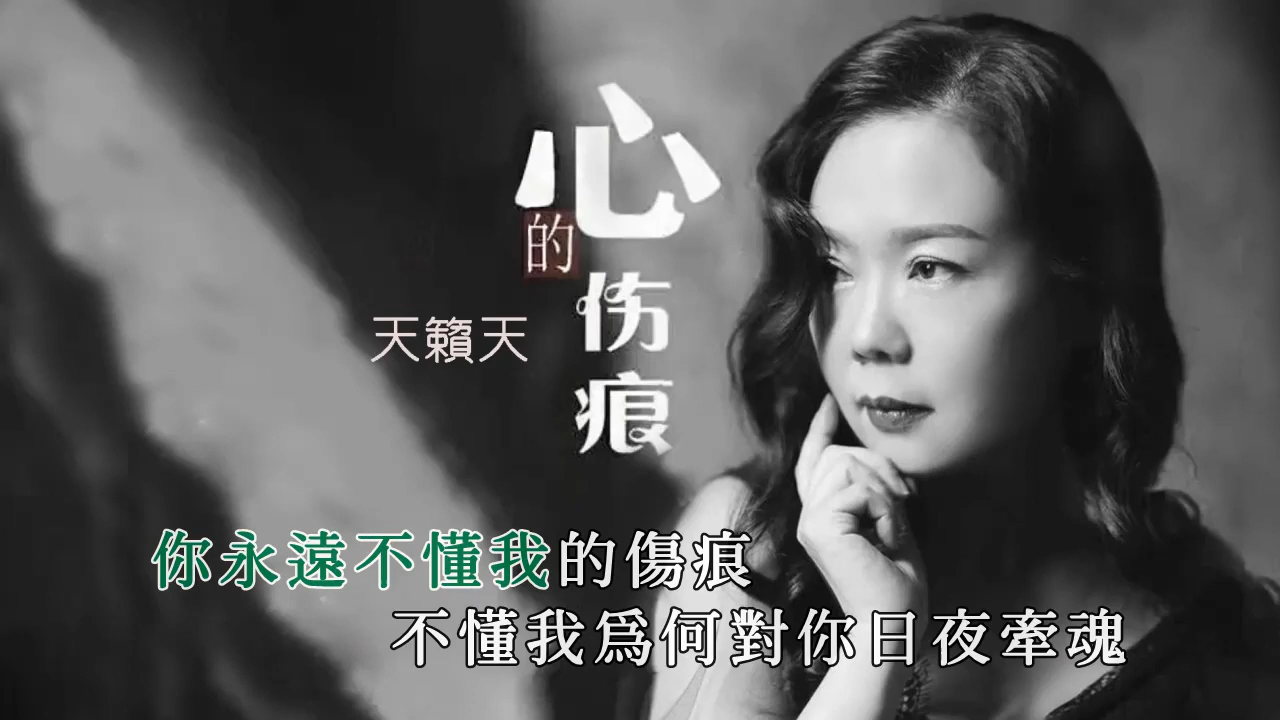 心的伤痕
天籟天
你永遠不懂我的傷痕
不懂我爲何對你日夜牽魂